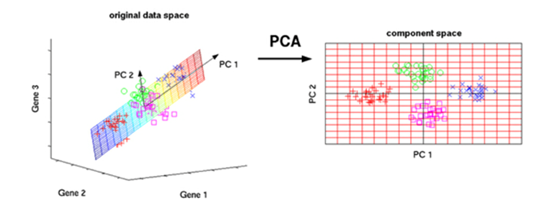 original data space
PCA
component space
PC 1
PC 2
Gene 3
PC 2
Gene 2
Gene 1
PC 1